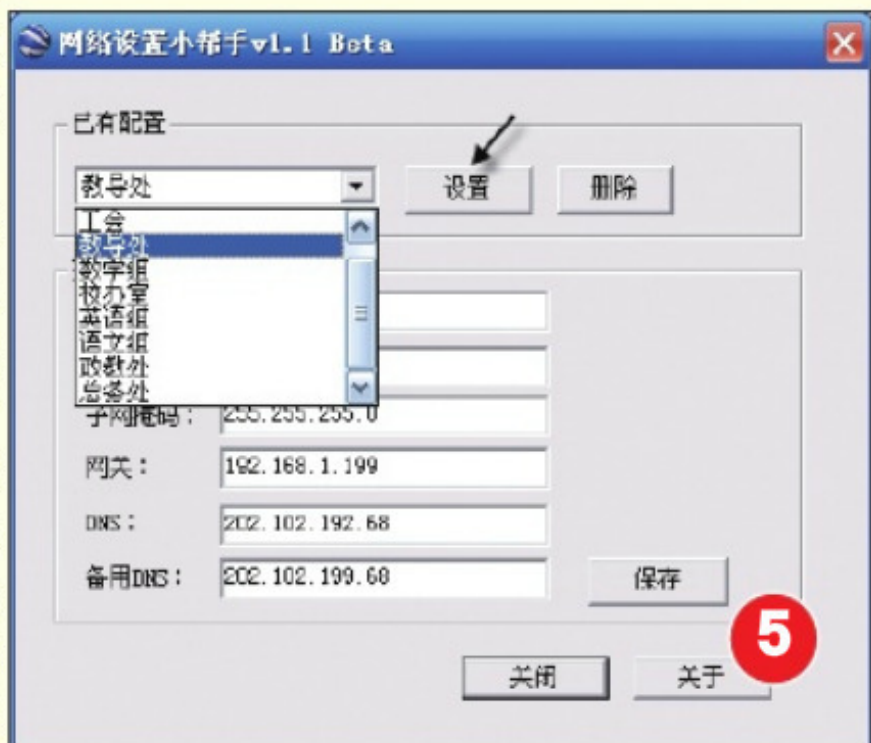 网络设置小帮手v1.1 Beta
已有配置
教导处
设置
删除
工会
教导处
数学组
校办室
英语组
语文组
政教处
总务处
子网掩码:
255.255.255.0
网关:
192.168.1.199
DNS:
202.102.192.68
备用DNS:
202.102.199.68
保存
5
关闭
关于